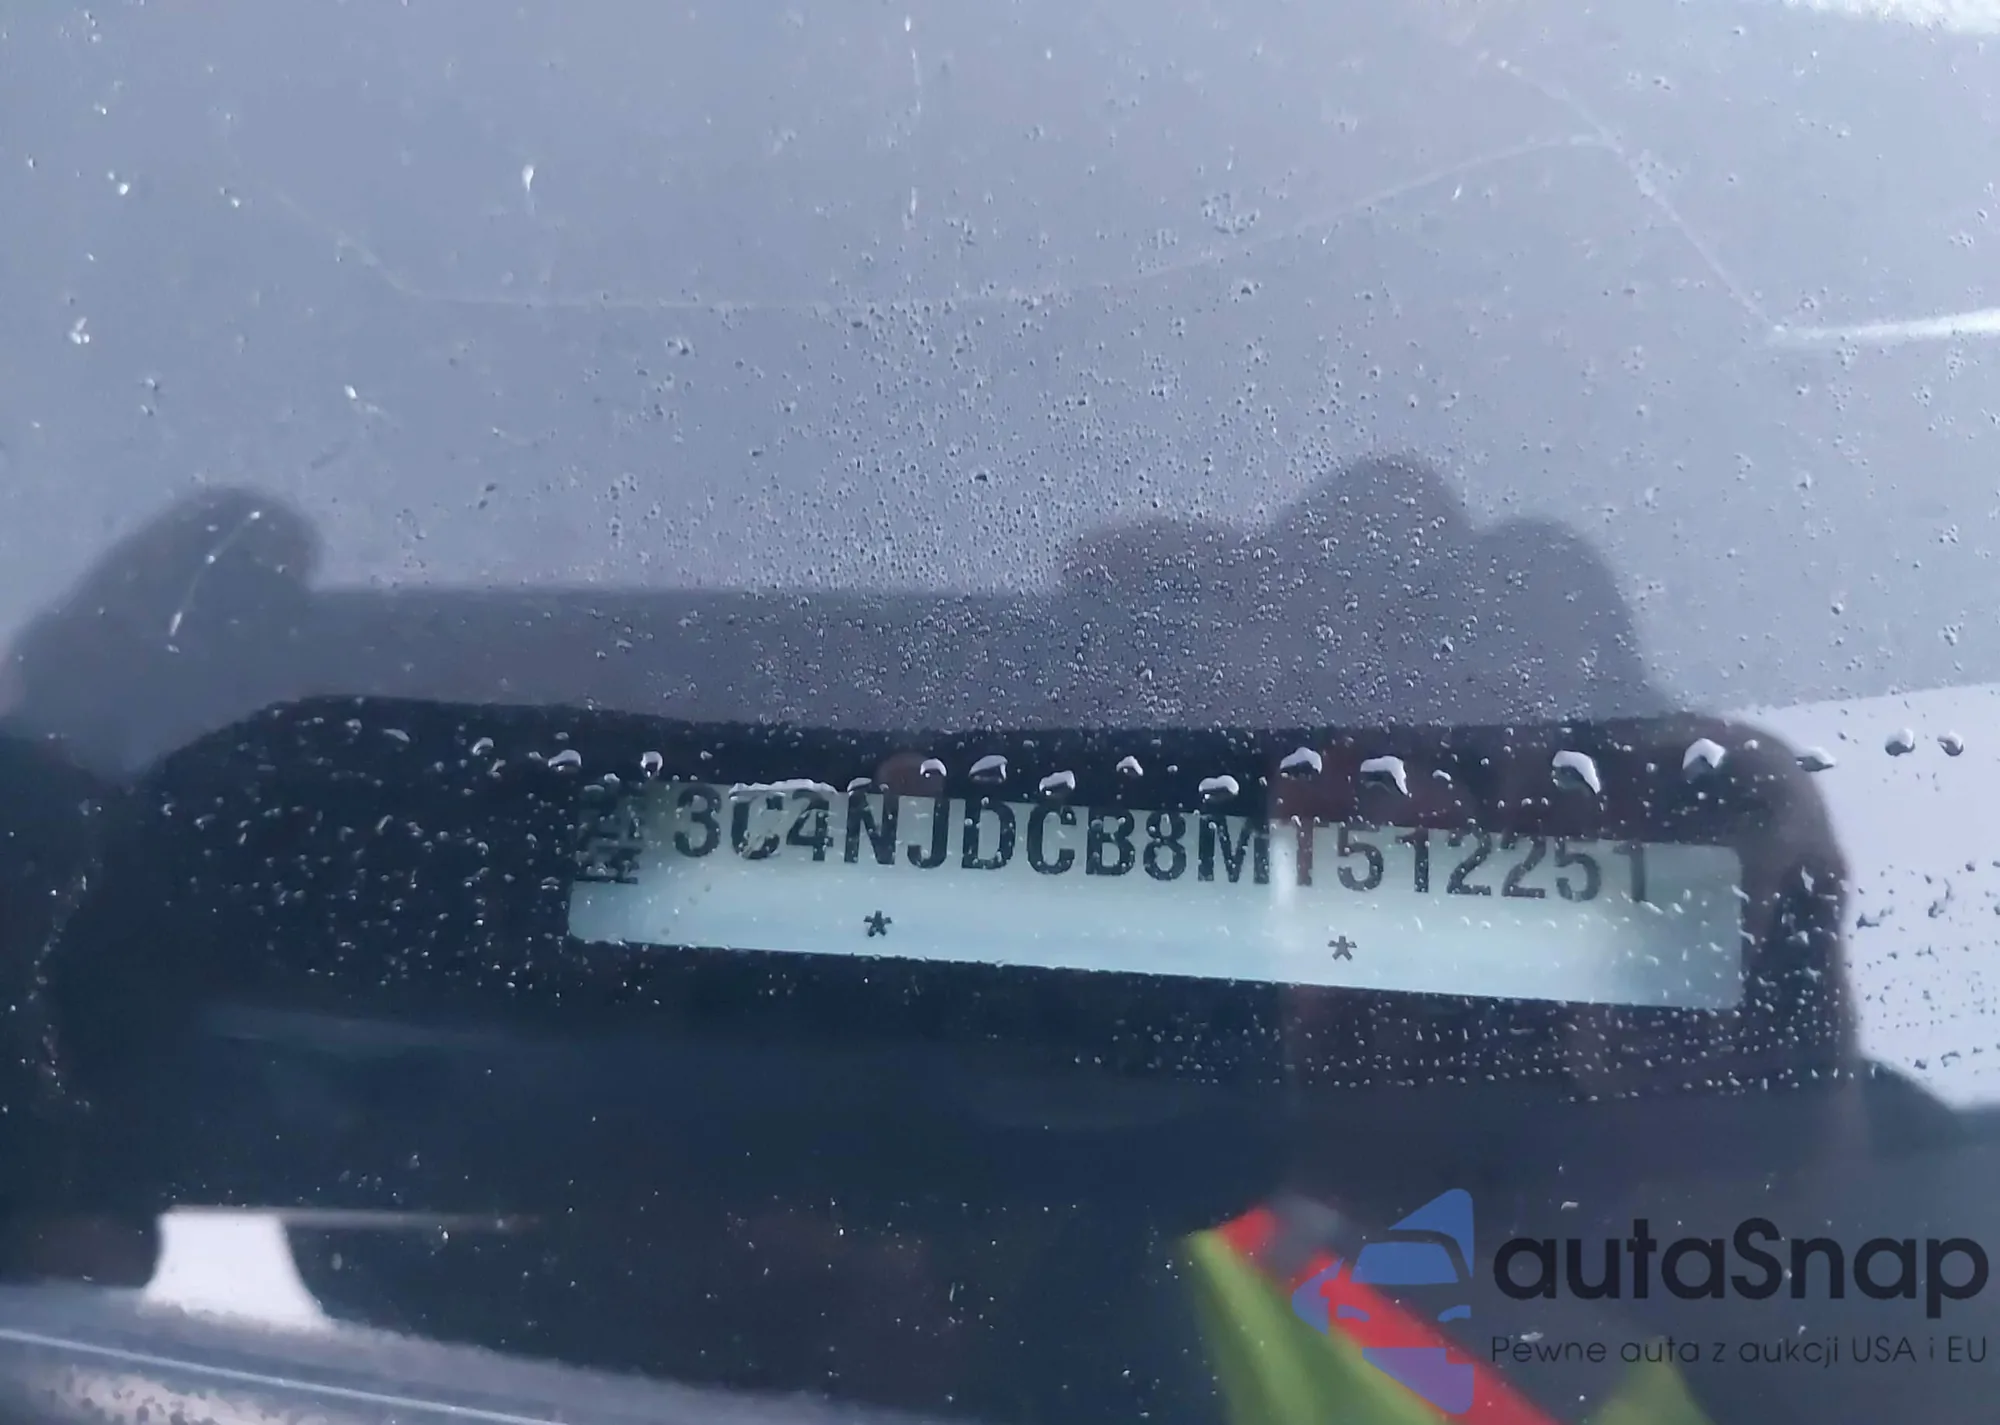 3C4NJDCB8MT512251
* *
autaSnap
Pewne auta z aukcji USA i EU